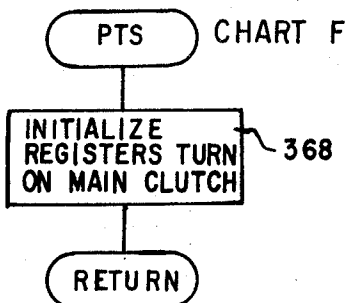 PTS
CHART F
INITIALIZE
REGISTERS TURN
ON MAIN CLUTCH
368
RETURN